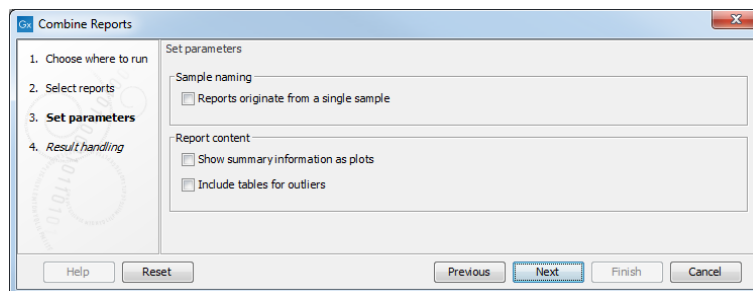 Gx Combine Reports
1. Choose where to run
2. Select reports
3. Set parameters
4. Result handling
Set parameters
Sample naming
Reports originate from a single sample
Report content
Show summary information as plots
Include tables for outliers
Help Reset Previous Next Finish Cancel